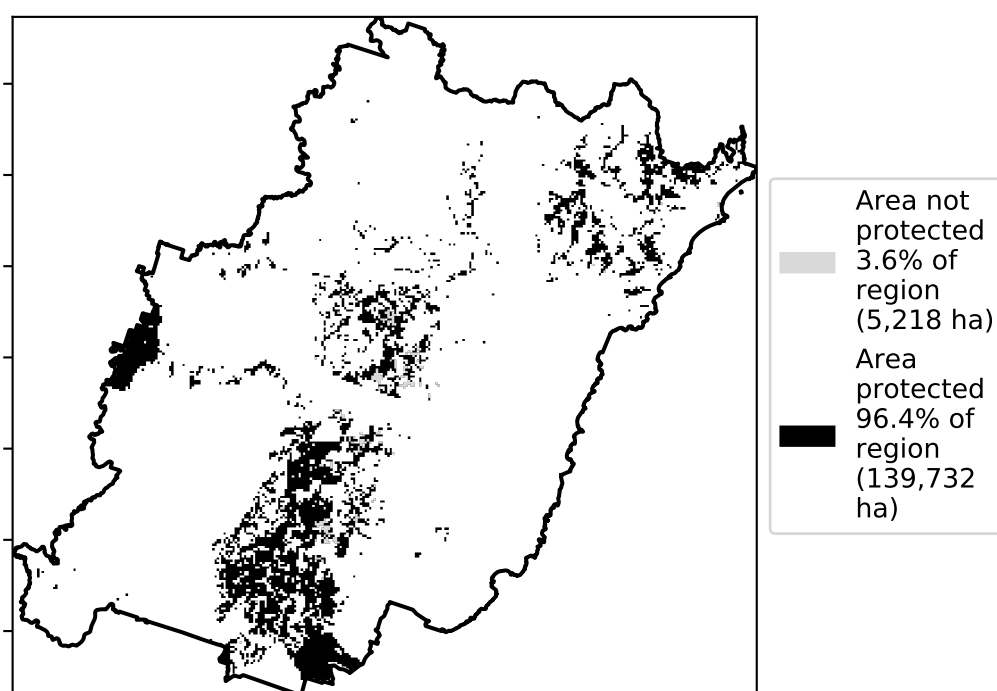 Area not
protected
3.6% of
region
(5,218 ha)
Area
protected
96.4% of
region
(139,732
ha)